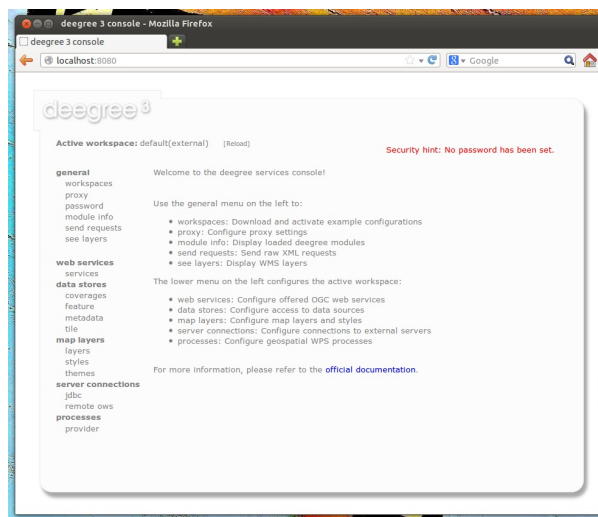 deegree 3 console - Mozilla Firefox
deegree 3 console
localhost:8080
Google
deegree 3
Active workspace: default(external) [Reload]
Security hint: No password has been set.
general
workspaces
proxy
password
module info
send requests
see layers
web services
services
data stores
coverages
feature
metadata
tile
map layers
layers
styles
themes
server connections
jdbc
remote ows
processes
provider
Welcome to the deegree services console!
Use the general menu on the left to:
• workspaces: Download and activate example configurations
• proxy: Configure proxy settings
• module info: Display loaded deegree modules
• send requests: Send raw XML requests
• see layers: Display WMS layers
The lower menu on the left configures the active workspace:
• web services: Configure offered OGC web services
• data stores: Configure access to data sources
• map layers: Configure map layers and styles
• server connections: Configure connections to external servers
• processes: Configure geospatial WPS processes
For more information, please refer to the official documentation.